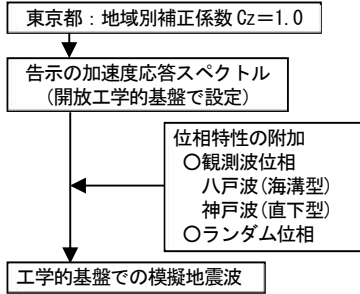 東京都：地域別補正係数 Cz＝1.0
告示の加速度応答スペクトル
（開放工学的基盤で設定）
位相特性の附加
〇観測波位相
八戸波（海溝型）
神戸波（直下型）
〇ランダム位相
工学的基盤での模擬地震波